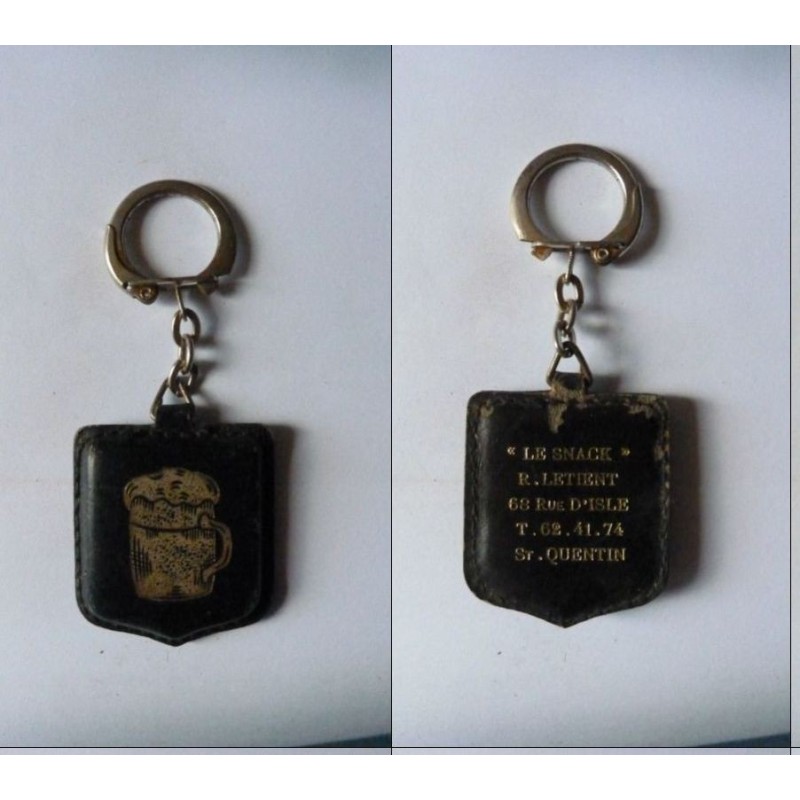 « LE SNACK »
R. LETIENT
68 RUE D'ISLE
T. 62.41.74
ST. QUENTIN